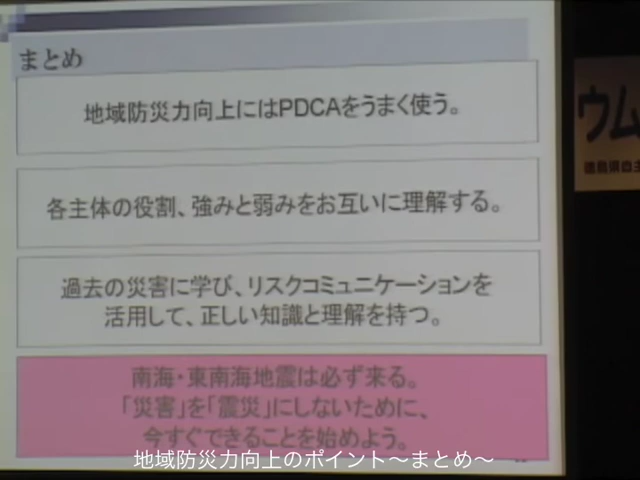 まとめ
地域防災力向上にはPDCAをうまく使う。
各主体の役割、強みと弱みをお互いに理解する。
過去の災害に学び、リスクコミュニケーションを
活用して、正しい知識と理解を持つ。
南海・東南海地震は必ず来る。
「災害」を「震災」にしないために、
今すぐできることを始めよう。
ウム
徳島県自主
地域防災力向上のポイント～まとめ～